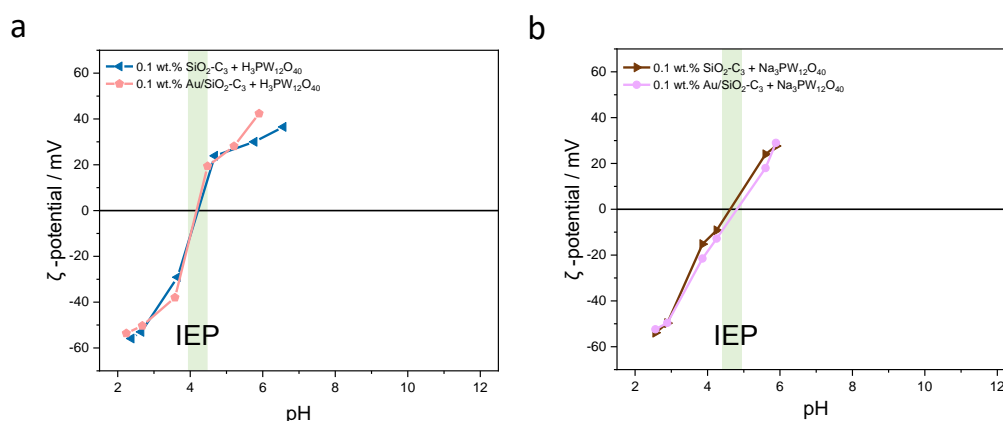 a
0.1 wt.% SiO₂-C₃ + H₃PW₁₂O₄₀
0.1 wt.% Au/SiO₂-C₃ + H₃PW₁₂O₄₀
60
40
20
0
-20
-40
-60
ζ -potential / mV
IEP
2 4 6 8 10 12
pH
b
0.1 wt.% SiO₂-C₃ + Na₃PW₁₂O₄₀
0.1 wt.% Au/SiO₂-C₃ + Na₃PW₁₂O₄₀
60
40
20
0
-20
-40
-60
ζ -potential / mV
IEP
2 4 6 8 10 12
pH